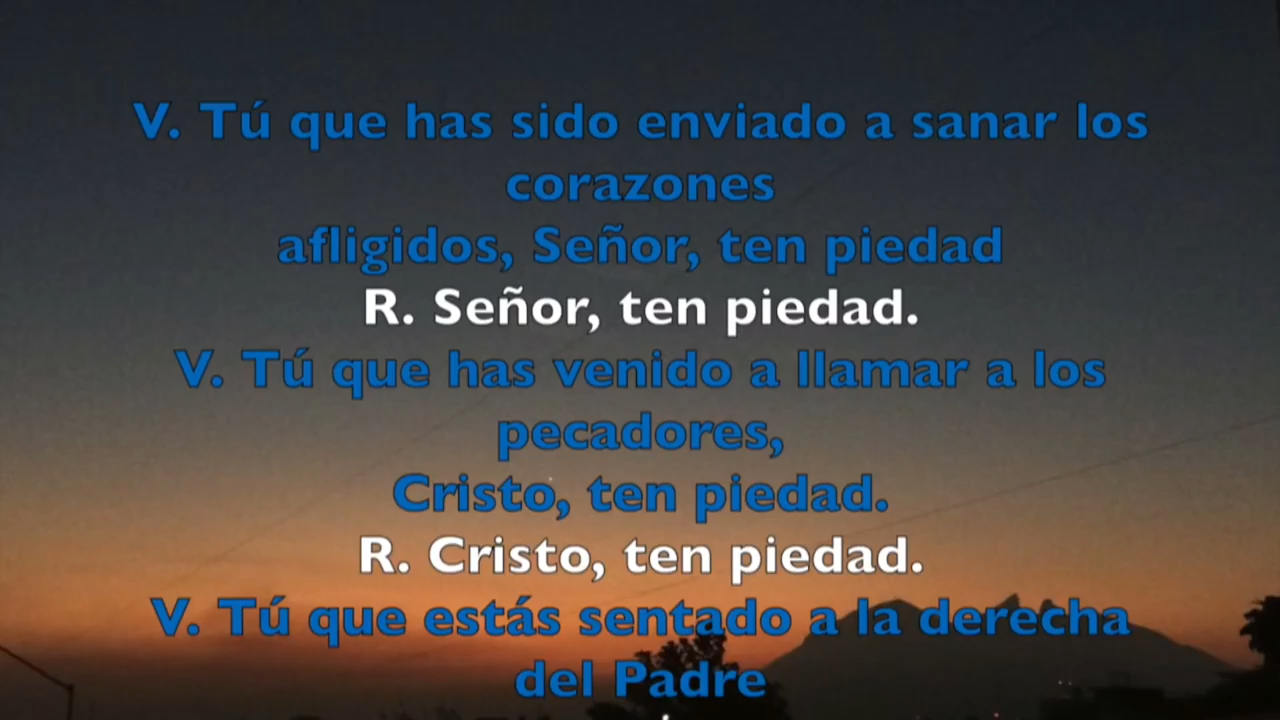 V. Tú que has sido enviado a sanar los
corazones
afligidos, Señor, ten piedad
R. Señor, ten piedad.
V. Tú que has venido a llamar a los
pecadores,
Cristo, ten piedad.
R. Cristo, ten piedad.
V. Tú que estás sentado a la derecha
del Padre